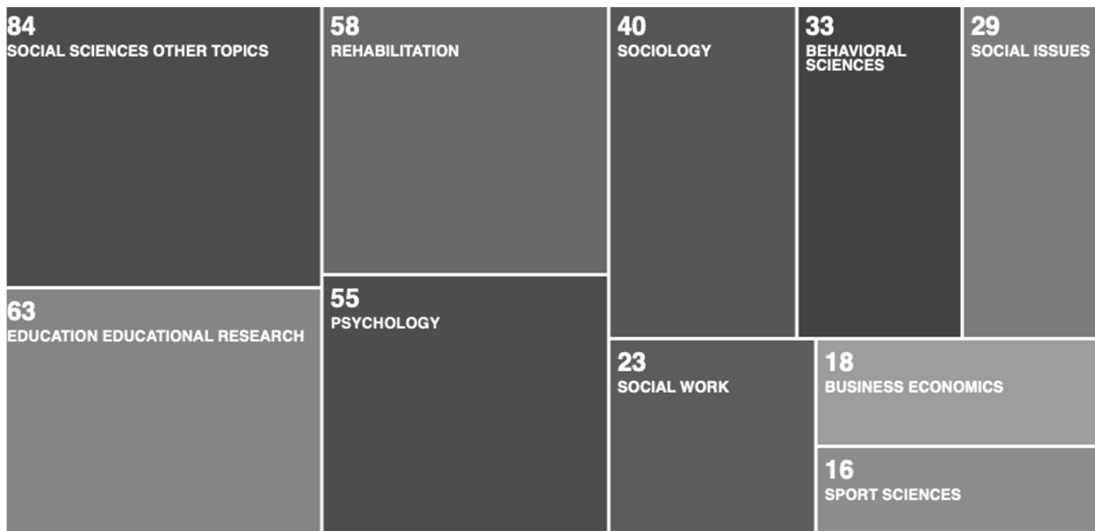 84
SOCIAL SCIENCES OTHER TOPICS
58
REHABILITATION
40
SOCIOLOGY
33
BEHAVIORAL
SCIENCES
29
SOCIAL ISSUES
63
EDUCATION EDUCATIONAL RESEARCH
55
PSYCHOLOGY
23
SOCIAL WORK
18
BUSINESS ECONOMICS
16
SPORT SCIENCES